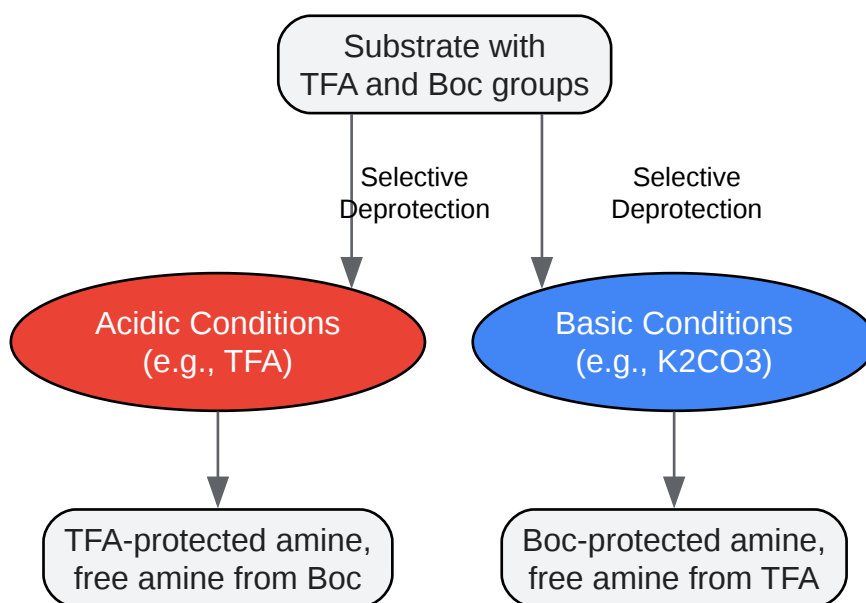 Substrate with
TFA and Boc groups
Selective
Deprotection
Selective
Deprotection
Acidic Conditions
(e.g., TFA)
Basic Conditions
(e.g., K2CO3)
TFA-protected amine,
free amine from Boc
Boc-protected amine,
free amine from TFA